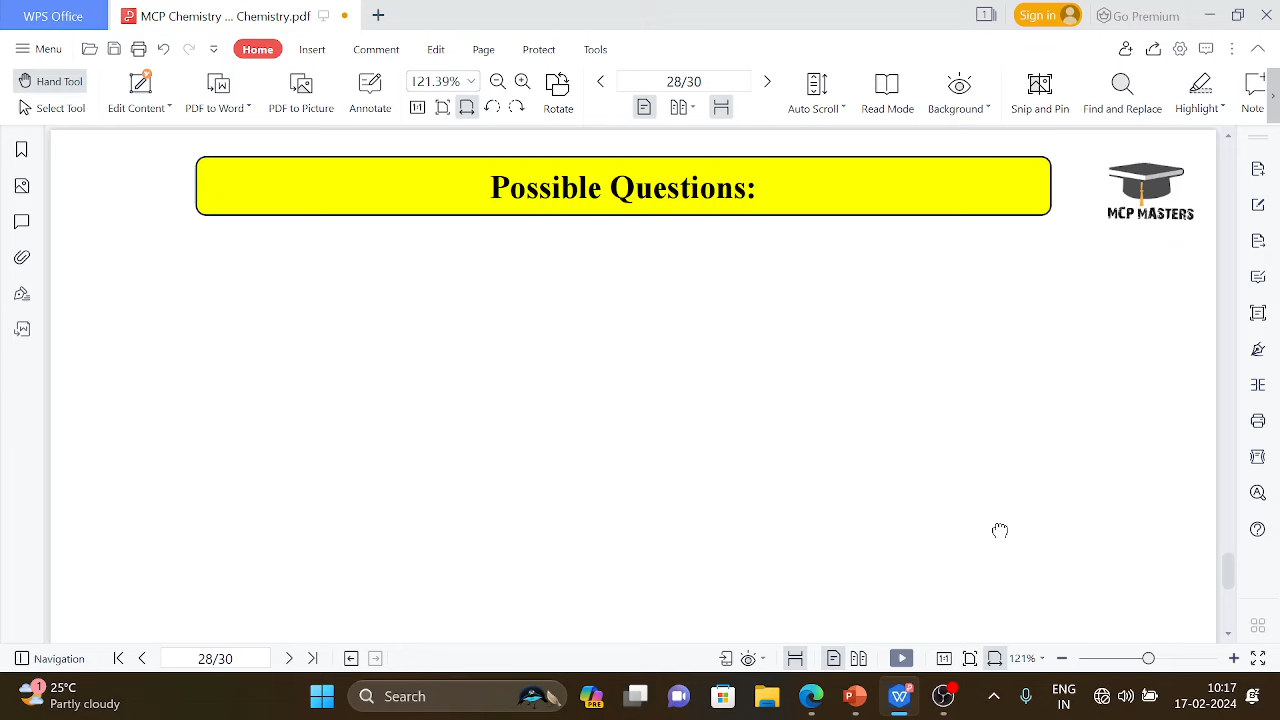 WPS Office
MCP Chemistry ... Chemistry.pdf
Sign in
Go Premium
Menu
Home
Insert
Comment
Edit
Page
Protect
Tools
Hand Tool
Select Tool
Edit Content
PDF to Word
PDF to Picture
Annotate
121.39%
Rotate
28/30
Auto Scroll
Read Mode
Background
Snip and Pin
Find and Replace
Highlight
Note
Possible Questions:
MCP MASTERS
Navigation
28/30
121%
1
25°C
Partly cloudy
Search
PRE
ENG
IN
10:17
17-02-2024